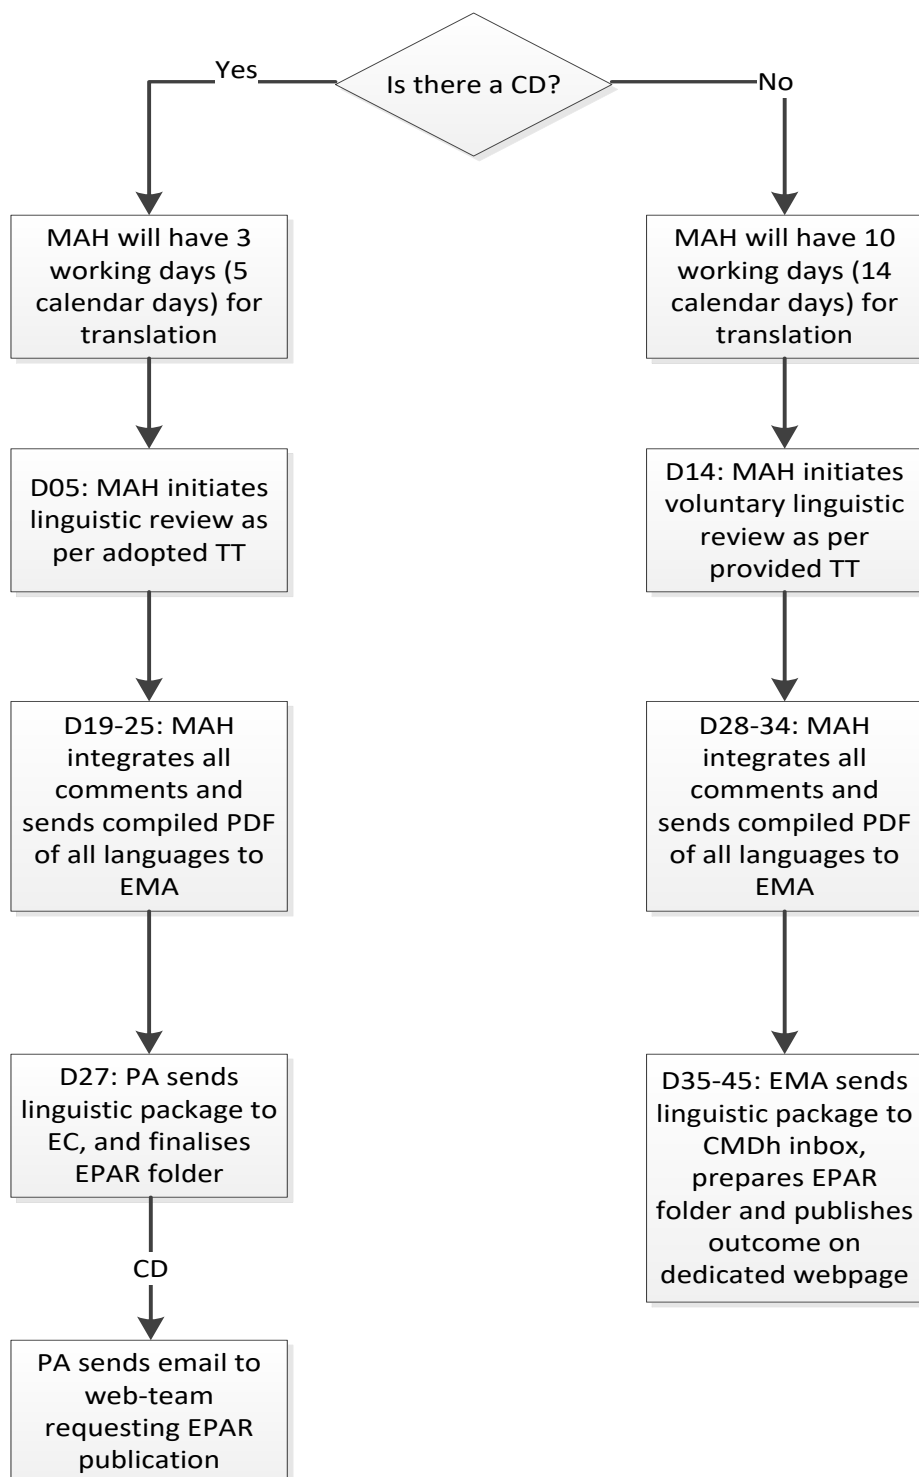 Is there a CD?
Yes
No
MAH will have 3
working days (5
calendar days) for
translation
MAH will have 10
working days (14
calendar days) for
translation
D05: MAH initiates
linguistic review as
per adopted TT
D14: MAH initiates
voluntary linguistic
review as per
provided TT
D19-25: MAH
integrates all
comments and
sends compiled PDF
of all languages to
EMA
D28-34: MAH
integrates all
comments and
sends compiled PDF
of all languages to
EMA
D27: PA sends
linguistic package to
EC, and finalises
EPAR folder
D35-45: EMA sends
linguistic package to
CMDh inbox,
prepares EPAR
folder and publishes
outcome on
dedicated webpage
CD
PA sends email to
web-team
requesting EPAR
publication